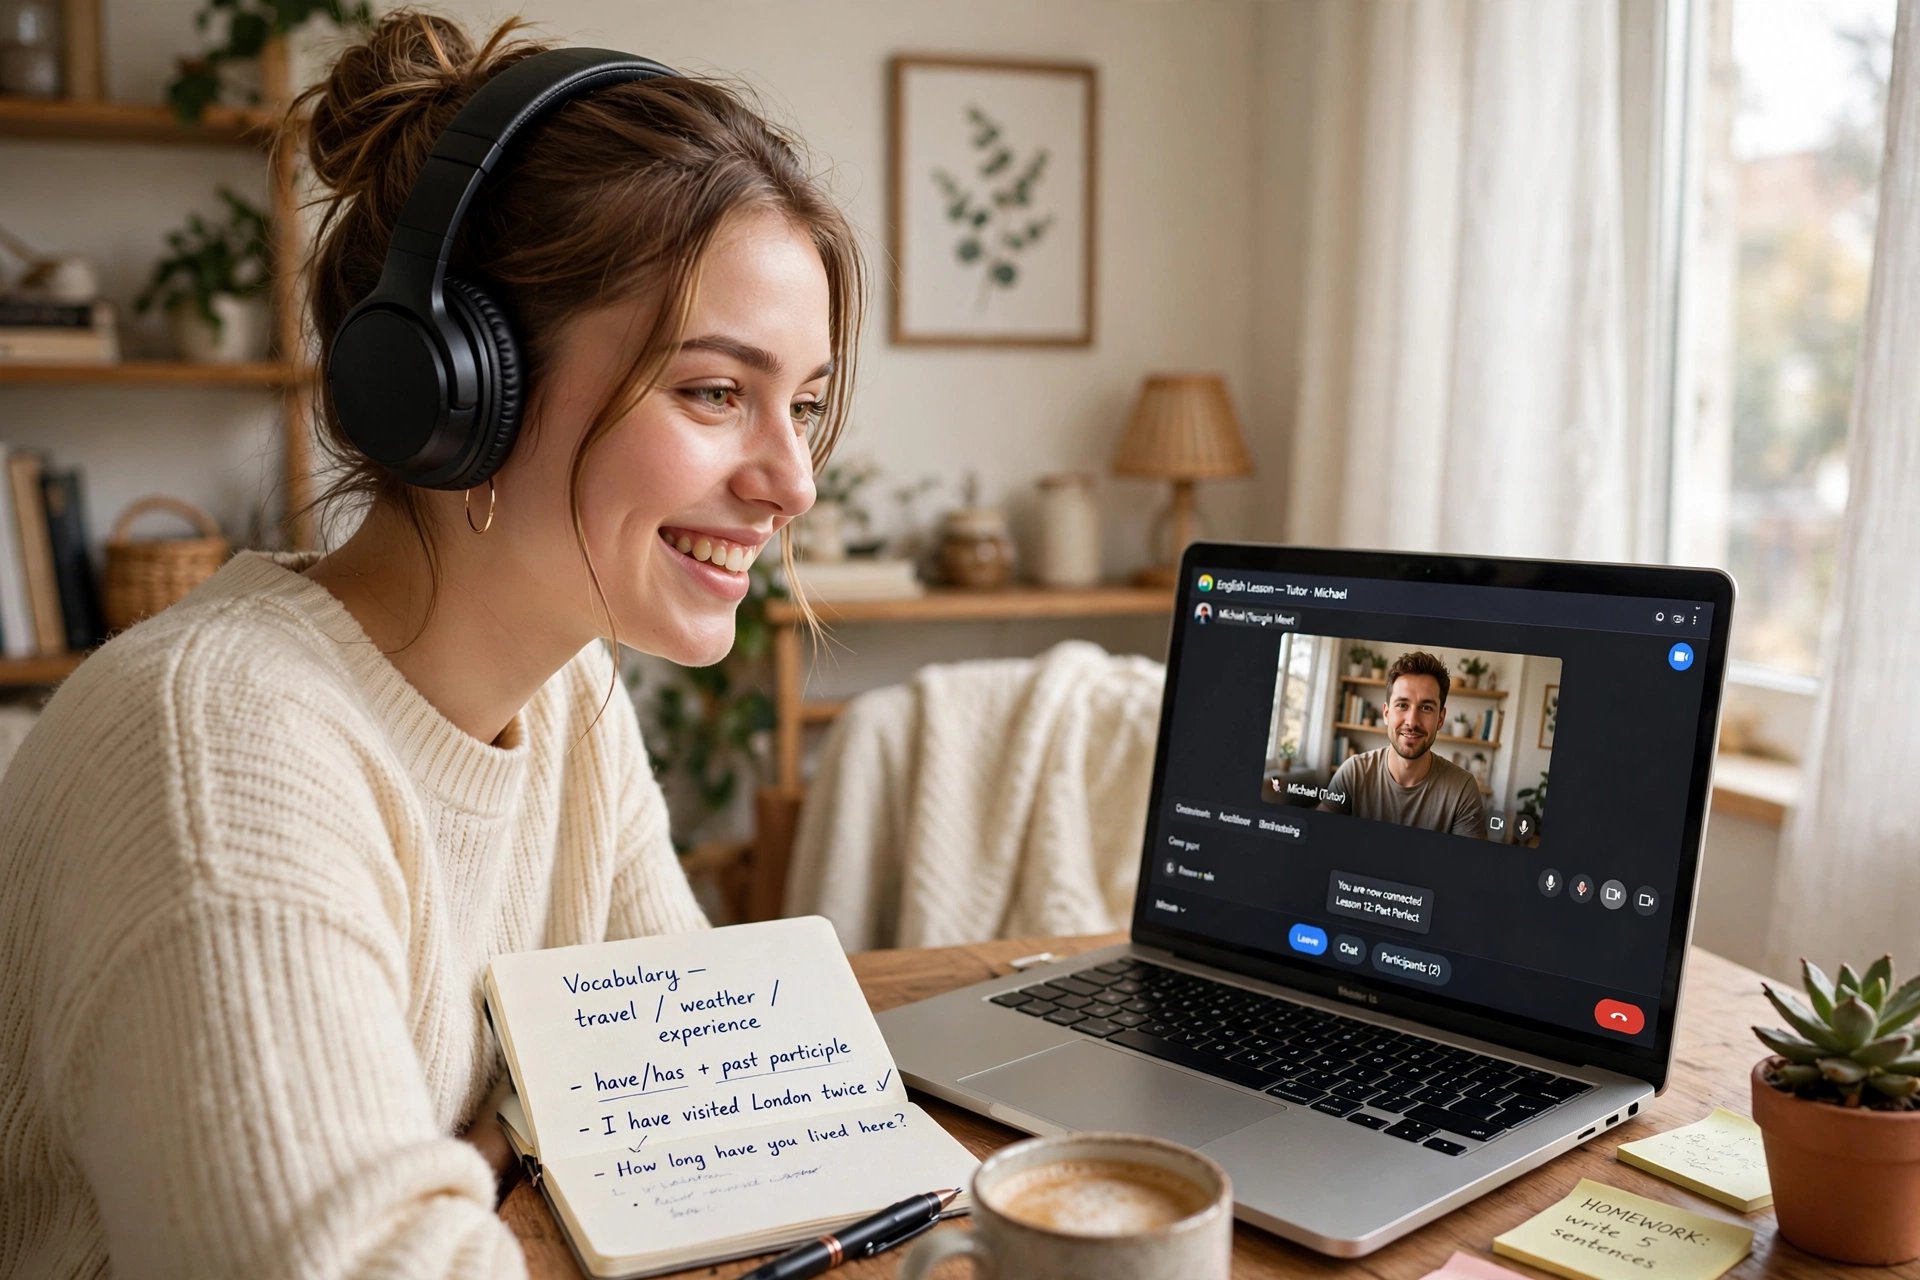 Vocabulary —
travel / weather /
experience
- have/has + past participle
- I have visited London twice ✓
- How long have you lived here?
English Lesson — Tutor · Michael
Michael
Meet
Michael (Tutor)
You are now connected
Lesson 12: Past Perfect
Leave
Chat
Participants (2)
HOMEWORK:
write 5
sentences